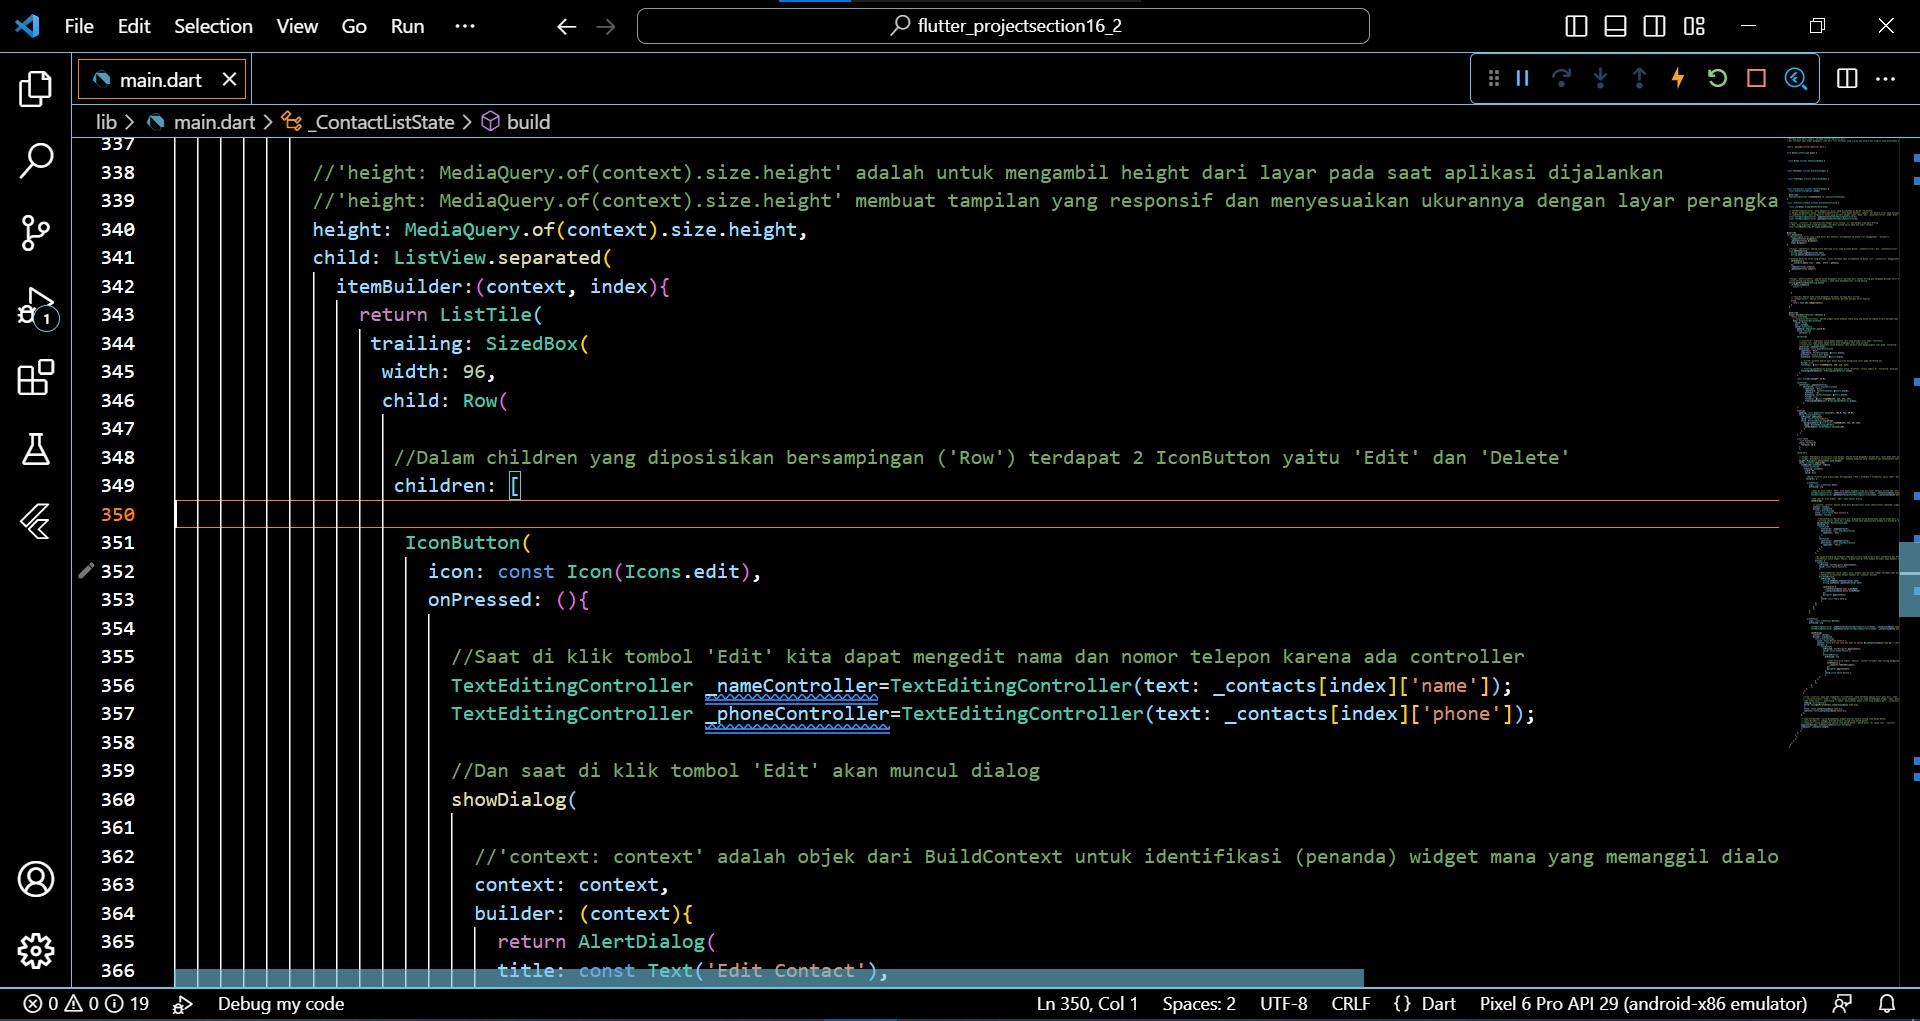 File Edit Selection View Go Run ··· flutter_projectsection16_2
main.dart
lib > main.dart > _ContactListState > build
337
338 //'height: MediaQuery.of(context).size.height' adalah untuk mengambil height dari layar pada saat aplikasi dijalankan
339 //'height: MediaQuery.of(context).size.height' membuat tampilan yang responsif dan menyesuaikan ukurannya dengan layar perangka
340 height: MediaQuery.of(context).size.height,
341 child: ListView.separated(
342 itemBuilder:(context, index){
343 return ListTile(
344 trailing: SizedBox(
345 width: 96,
346 child: Row(
347
348 //Dalam children yang diposisikan bersampingan ('Row') terdapat 2 IconButton yaitu 'Edit' dan 'Delete'
349 children: [
350
351 IconButton(
352 icon: const Icon(Icons.edit),
353 onPressed: (){
354
355 //Saat di klik tombol 'Edit' kita dapat mengedit nama dan nomor telepon karena ada controller
356 TextEditingController _nameController=TextEditingController(text: _contacts[index]['name']);
357 TextEditingController _phoneController=TextEditingController(text: _contacts[index]['phone']);
358
359 //Dan saat di klik tombol 'Edit' akan muncul dialog
360 showDialog(
361
362 //'context: context' adalah objek dari BuildContext untuk identifikasi (penanda) widget mana yang memanggil dialo
363 context: context,
364 builder: (context){
365 return AlertDialog(
366 title: const Text('Edit Contact'),
1
0 0 19 Debug my code Ln 350, Col 1 Spaces: 2 UTF-8 CRLF {} Dart Pixel 6 Pro API 29 (android-x86 emulator)